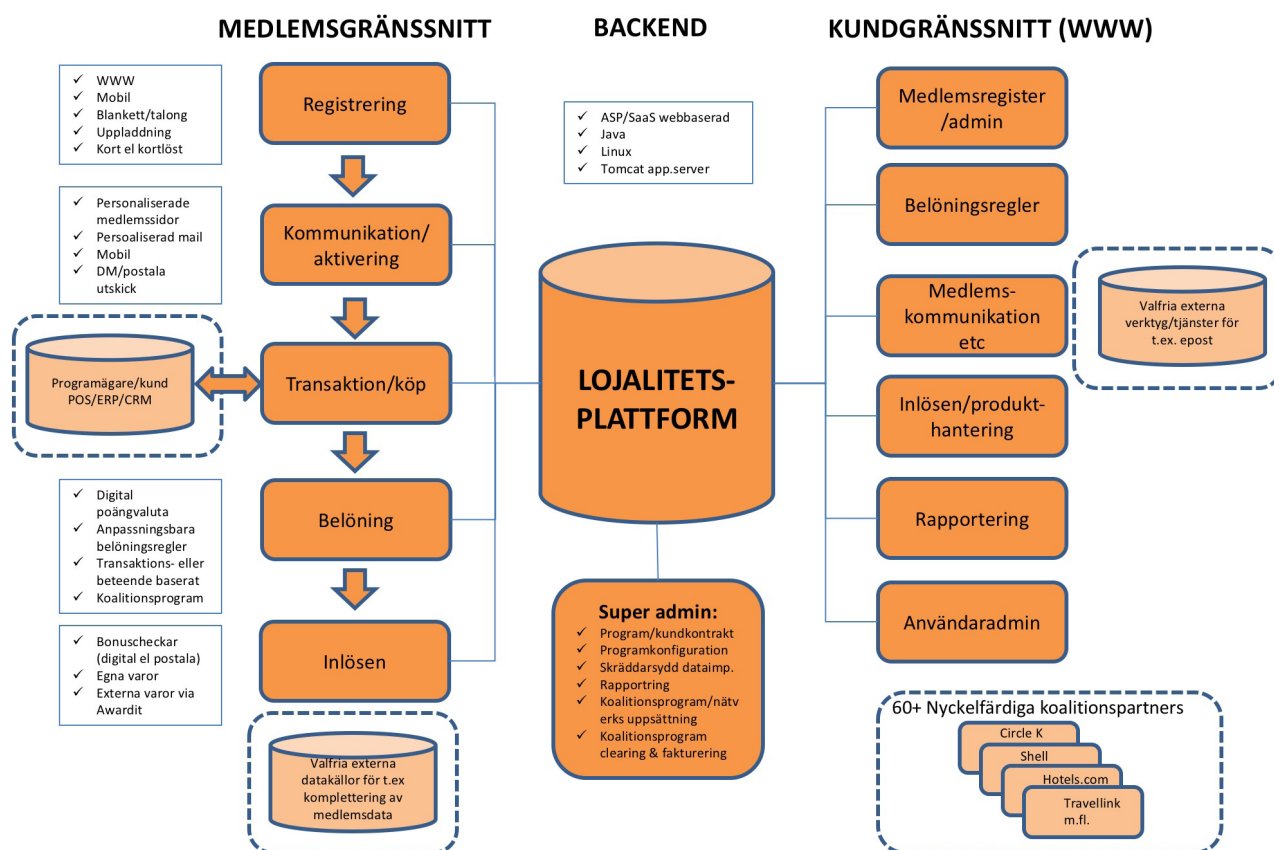 MEDLEMSGRÄNSSNITT
BACKEND
KUNDGRÄNSSNITT (WWW)
✓ WWW
✓ Mobil
✓ Blankett/talong
✓ Uppladdning
✓ Kort el kortlöst
Registrering
✓ Personaliserade
medlemssidor
✓ Persoaliserad mail
✓ Mobil
✓ DM/postala
utskick
Kommunikation/
aktivering
Programägare/kund
POS/ERP/CRM
Transaktion/köp
✓ Digital
poängvaluta
✓ Anpassningsbara
belöningsregler
✓ Transaktions- eller
beteende baserat
✓ Koalitionsprogram
Belöning
✓ Bonuscheckar
(digital el postala)
✓ Egna varor
✓ Externa varor via
Awardit
Inlösen
Valfria externa
datakällor för t.ex
komplettering av
medlemsdata
✓ ASP/SaaS webbaserad
✓ Java
✓ Linux
✓ Tomcat app.server
LOJALITETS-
PLATTFORM
Super admin:
✓ Program/kundkontrakt
✓ Programkonfiguration
✓ Skräddarsydd dataimp.
✓ Rapportring
✓ Koalitionsprogram/nätv
erks uppsättning
✓ Koalitionsprogram
clearing & fakturering
Medlemsregister
/admin
Belöningsregler
Medlems-
kommunikation
etc
Valfria externa
verktyg/tjänster för
t.ex. epost
Inlösen/produkt-
hantering
Rapportering
Användaradmin
60+ Nyckelfärdiga koalitionspartners
Circle K
Shell
Hotels.com
Travellink
m.fl.